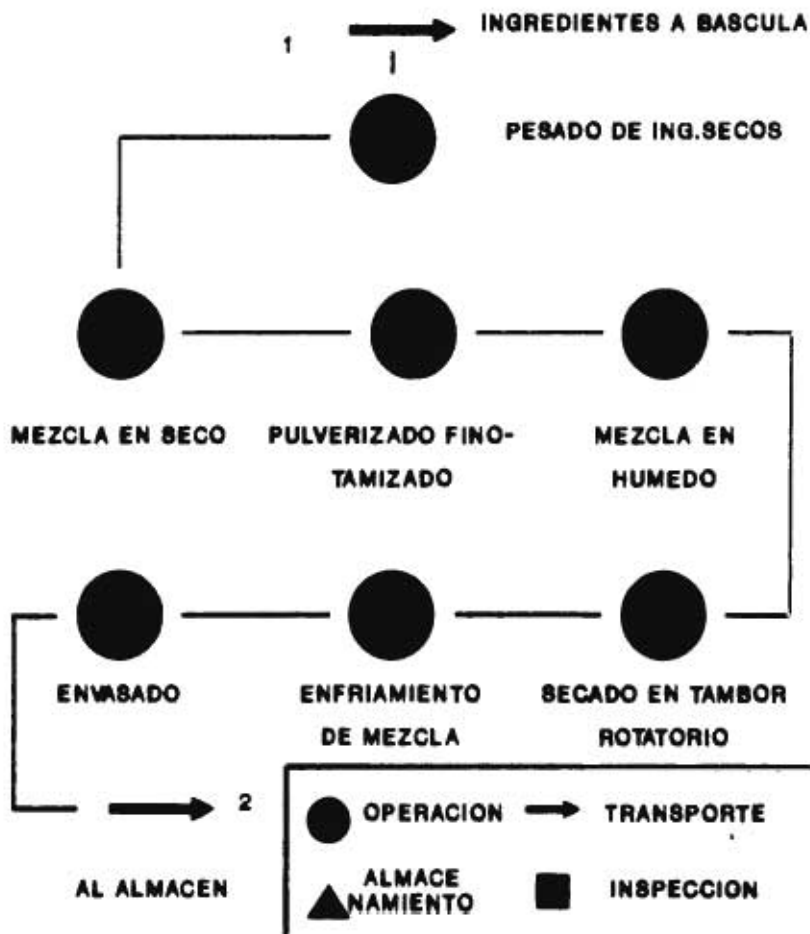 1
INGREDIENTES A BASCULA
PESADO DE ING.SECOS
MEZCLA EN SECO
PULVERIZADO FINO-
TAMIZADO
MEZCLA EN
HUMEDO
ENVASADO
ENFRIAMIENTO
DE MEZCLA
SECADO EN TAMBOR
ROTATORIO
2
AL ALMACEN
OPERACION
TRANSPORTE
ALMACE
NAMIENTO
INSPECCION